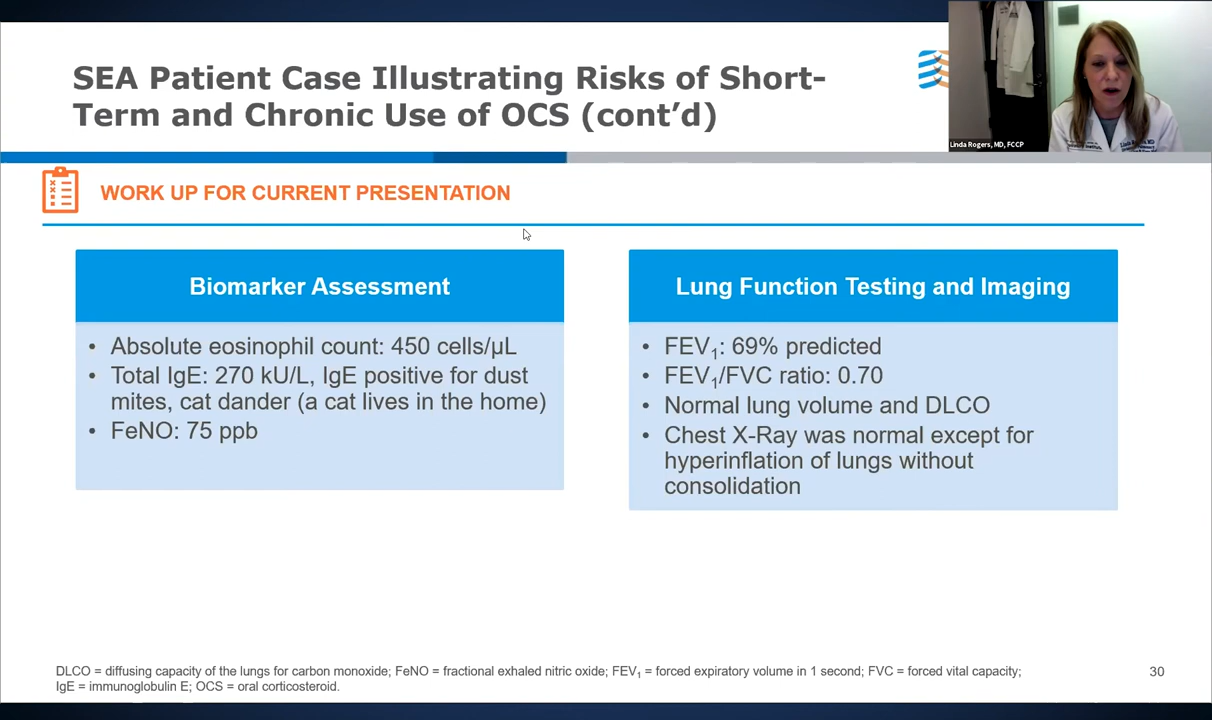 SEA Patient Case Illustrating Risks of Short-
Term and Chronic Use of OCS (cont’d)
Linda Rogers, MD, FCCP
WORK UP FOR CURRENT PRESENTATION
Biomarker Assessment
• Absolute eosinophil count: 450 cells/µL
• Total IgE: 270 kU/L, IgE positive for dust
mites, cat dander (a cat lives in the home)
• FeNO: 75 ppb
Lung Function Testing and Imaging
• FEV₁: 69% predicted
• FEV₁/FVC ratio: 0.70
• Normal lung volume and DLCO
• Chest X-Ray was normal except for
hyperinflation of lungs without
consolidation
DLCO = diffusing capacity of the lungs for carbon monoxide; FeNO = fractional exhaled nitric oxide; FEV₁ = forced expiratory volume in 1 second; FVC = forced vital capacity;
IgE = immunoglobulin E; OCS = oral corticosteroid.
30